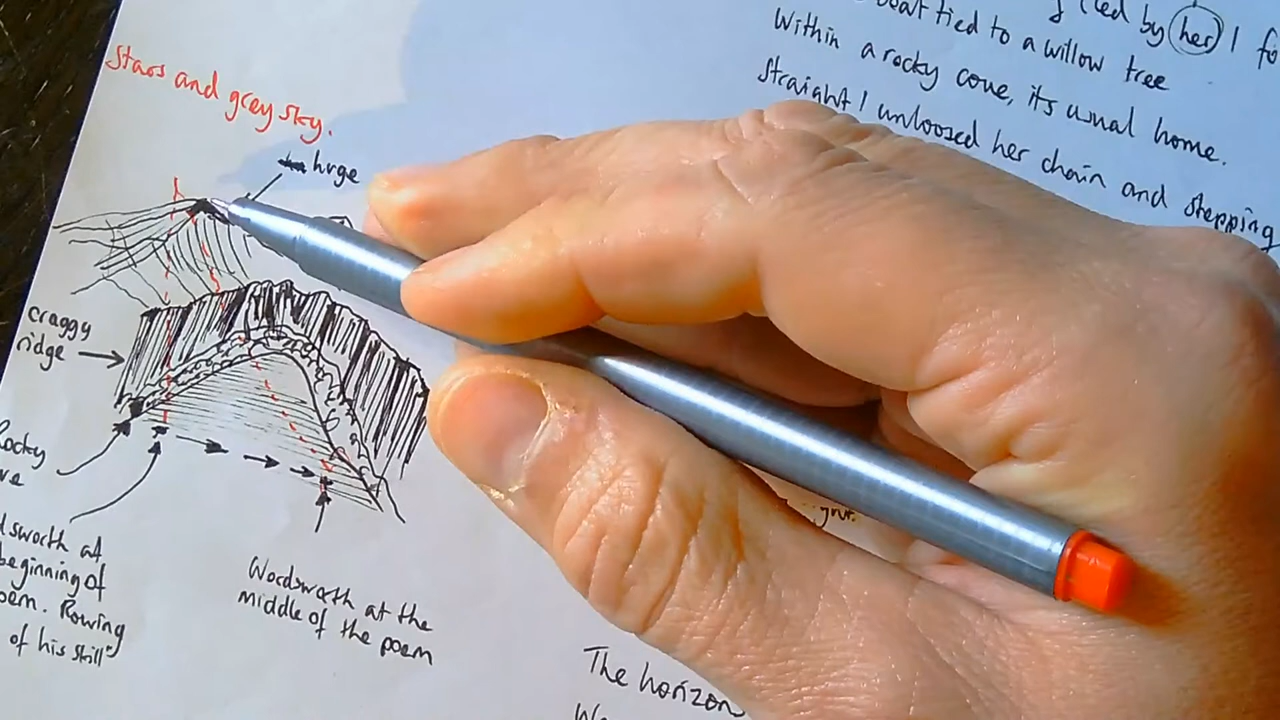 Stars and grey sky.
huge
craggy
ridge
Rocky
Wordsworth at the
middle of the poem
beginning of
Rowing
of his skill"
led by her I fo
boat tied to a willow tree
Within a rocky cove, its usual home.
Straight I unloosed her chain and stepping
The horizon